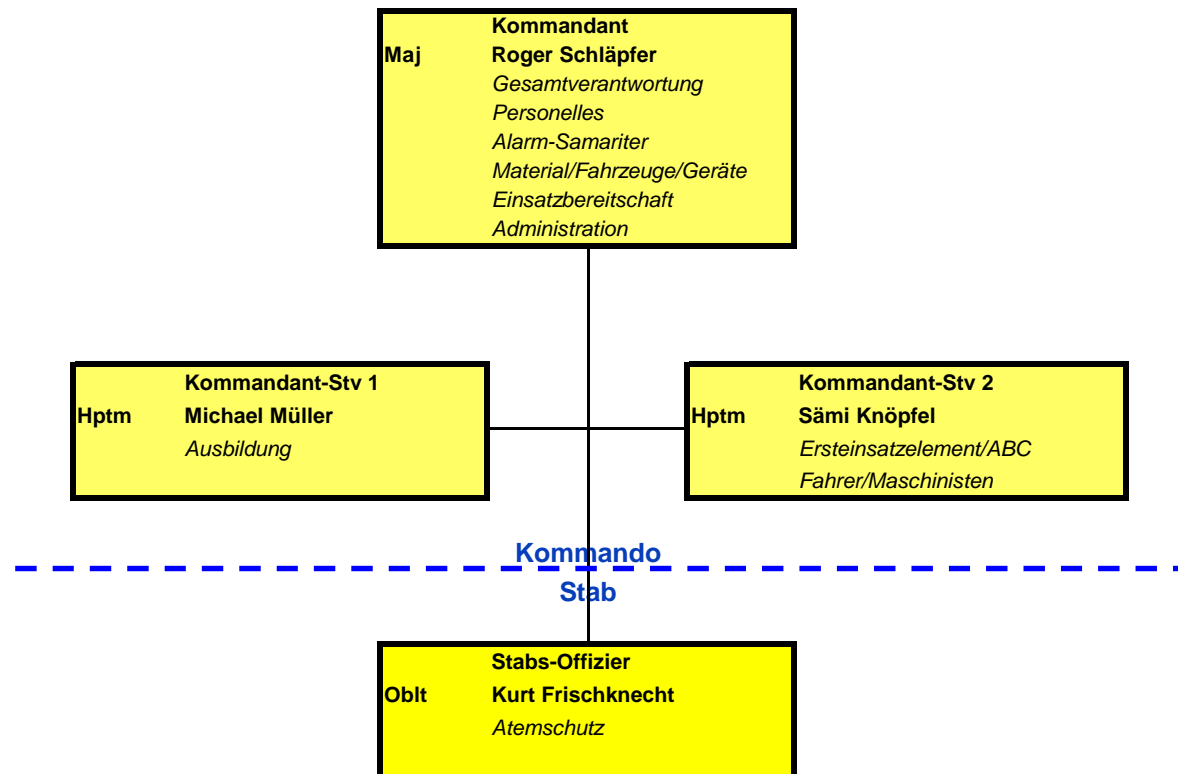 Kommandant
Maj Roger Schläpfer
Gesamtverantwortung
Personelles
Alarm-Samariter
Material/Fahrzeuge/Geräte
Einsatzbereitschaft
Administration
Kommandant-Stv 1
Hptm Michael Müller
Ausbildung
Kommandant-Stv 2
Hptm Sämi Knöpfel
Ersteinsatzelement/ABC
Fahrer/Maschinisten
Kommando
Stab
Stabs-Offizier
Oblt Kurt Frischknecht
Atemschutz